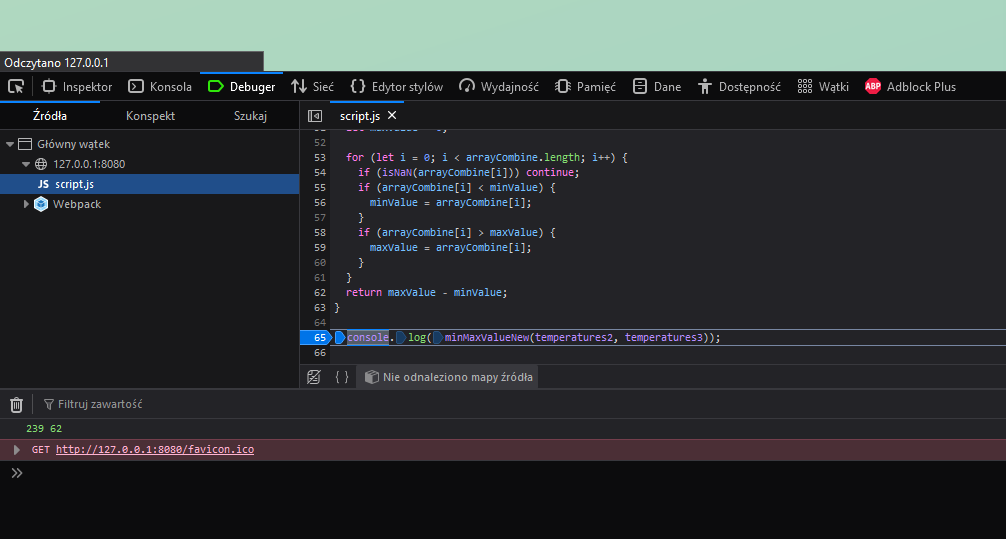 Odczytano 127.0.0.1
Inspektor Konsola Debuger Sieć Edytor stylów Wydajność Pamięć Dane Dostępność Wątki ABP Adblock Plus
Źródła Konspekt Szukaj script.js
Główny wątek
127.0.0.1:8080
JS script.js
Webpack
52
53 for (let i = 0; i < arrayCombine.length; i++) {
54 if (isNaN(arrayCombine[i])) continue;
55 if (arrayCombine[i] < minValue) {
56 minValue = arrayCombine[i];
57 }
58 if (arrayCombine[i] > maxValue) {
59 maxValue = arrayCombine[i];
60 }
61 }
62 return maxValue - minValue;
63 }
64
65 console.log(minMaxValueNew(temperatures2, temperatures3));
66
{ } Nie odnaleziono mapy źródła
Filtruj zawartość
239 62
GET http://127.0.0.1:8080/favicon.ico